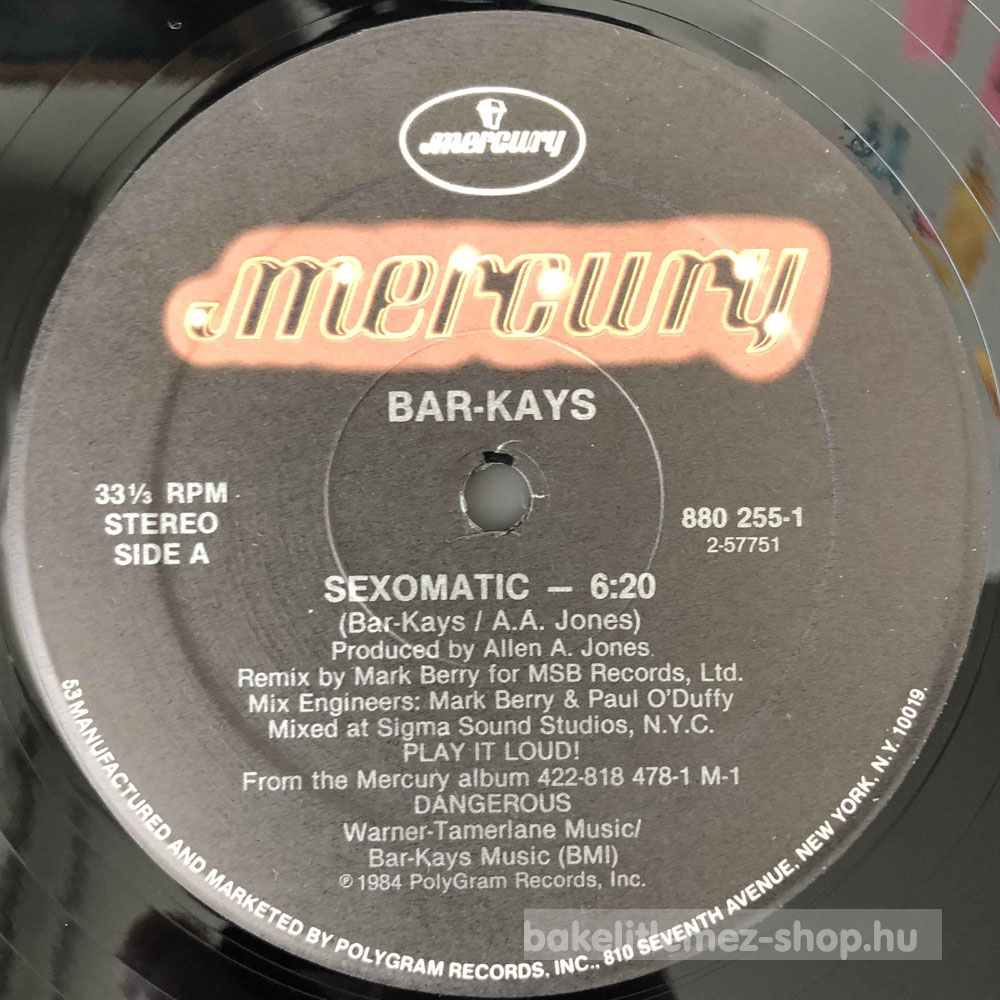 mercury
mercury
BAR-KAYS
33⅓ RPM
STEREO
SIDE A
880 255-1
2-57751
SEXOMATIC — 6:20
(Bar-Kays / A.A. Jones)
Produced by Allen A. Jones
Remix by Mark Berry for MSB Records, Ltd.
Mix Engineers: Mark Berry & Paul O'Duffy
Mixed at Sigma Sound Studios, N.Y.C.
PLAY IT LOUD!
From the Mercury album 422-818 478-1 M-1
DANGEROUS
Warner-Tamerlane Music/
Bar-Kays Music (BMI)
℗ 1984 PolyGram Records, Inc.
53 MANUFACTURED AND MARKETED BY POLYGRAM RECORDS, INC., 810 SEVENTH AVENUE, NEW YORK, N.Y. 10019.
bakelitlemez-shop.hu